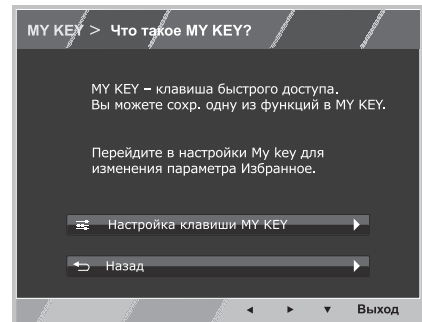 MY KEY > Что такое MY KEY?
MY KEY – клавиша быстрого доступа.
Вы можете сохр. одну из функций в MY KEY.
Перейдите в настройки My key для
изменения параметра Избранное.
Настройка клавиши MY KEY
Назад
Выход